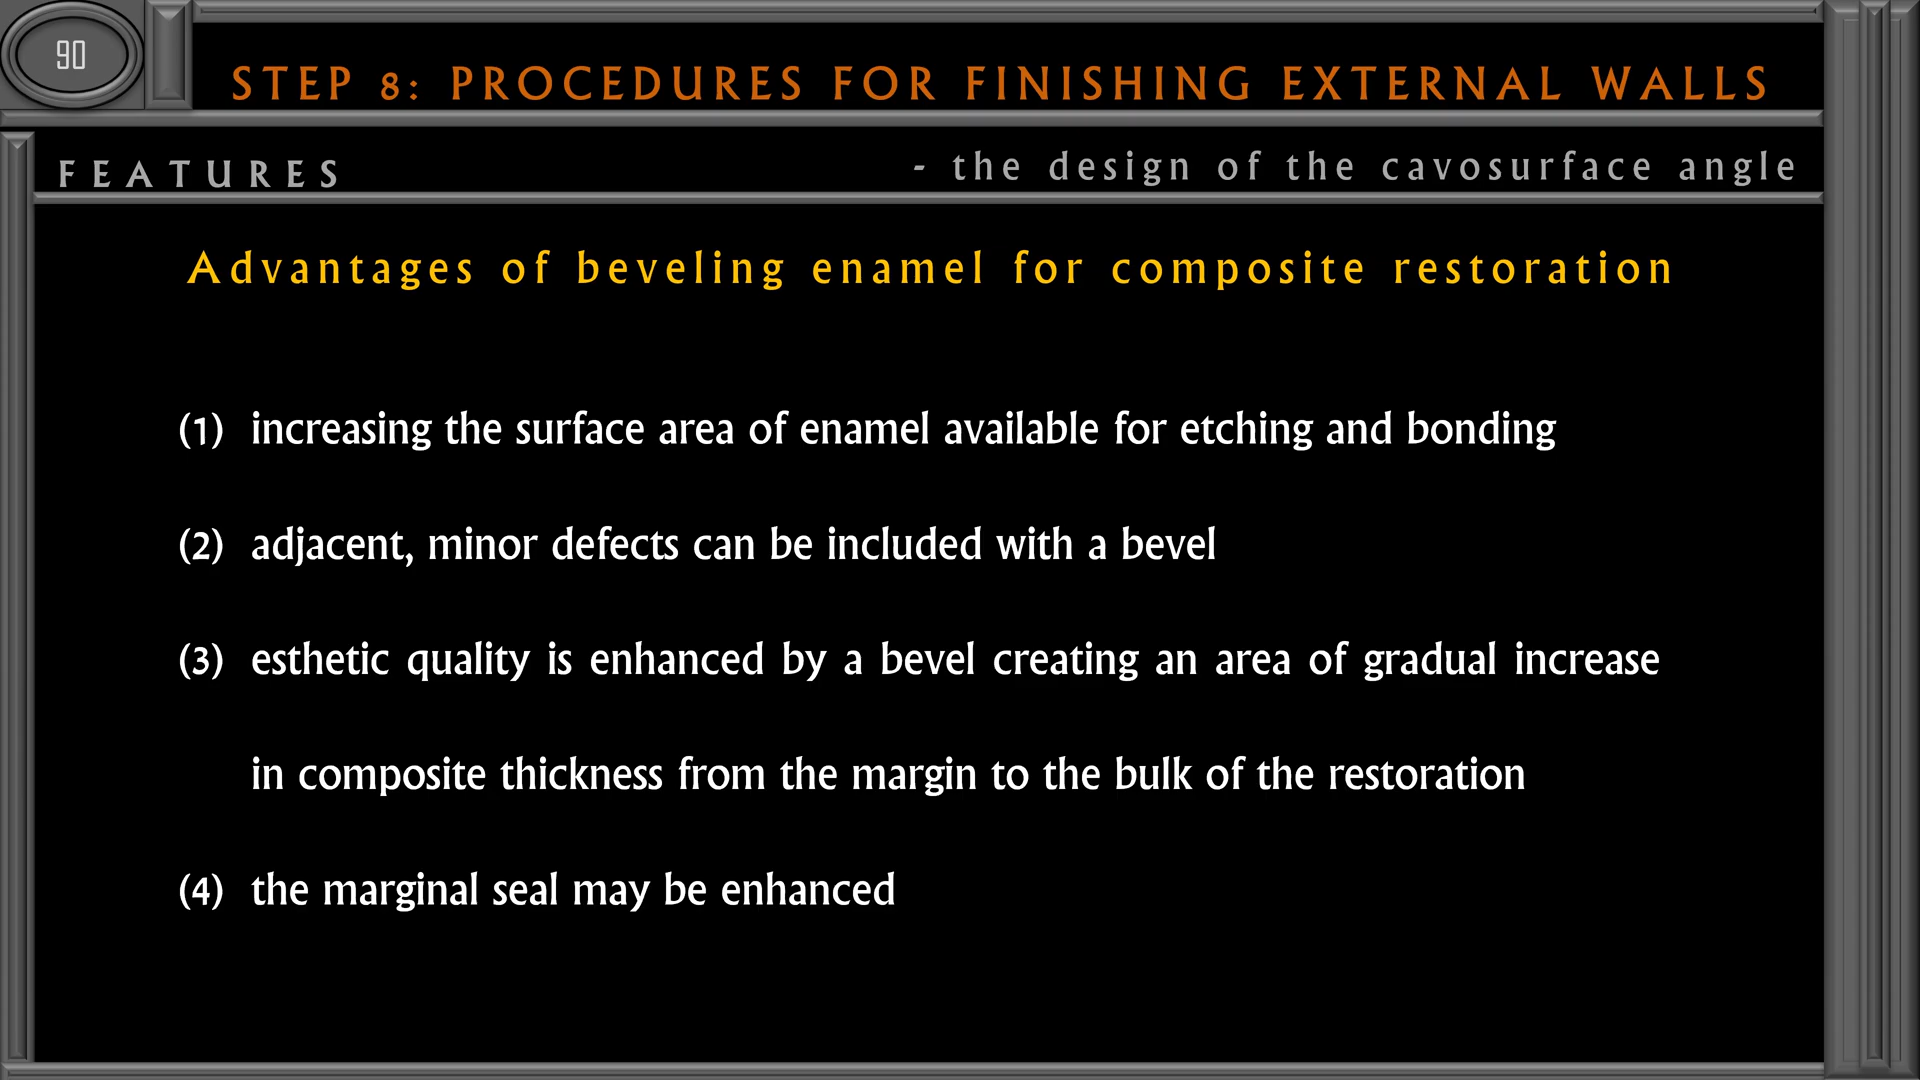 90
STEP 8: PROCEDURES FOR FINISHING EXTERNAL WALLS
FEATURES
- the design of the cavosurface angle
Advantages of beveling enamel for composite restoration
(1) increasing the surface area of enamel available for etching and bonding
(2) adjacent, minor defects can be included with a bevel
(3) esthetic quality is enhanced by a bevel creating an area of gradual increase
in composite thickness from the margin to the bulk of the restoration
(4) the marginal seal may be enhanced